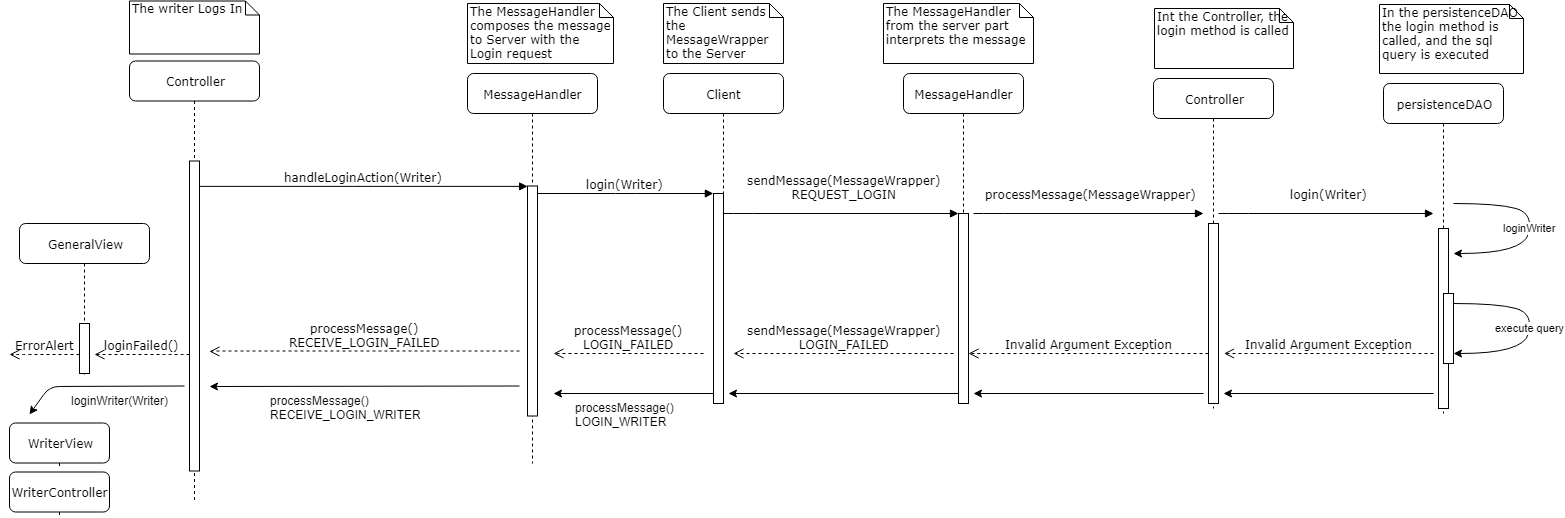 The writer Logs In
The MessageHandler
composes the message
to Server with the
Login request
The Client sends
the
MessageWrapper
to the Server
The MessageHandler
from the server part
interprets the message
Int the Controller, the
login method is called
In the persistenceDAO
the login method is
called, and the sql
query is executed
Controller
MessageHandler
Client
MessageHandler
Controller
persistenceDAO
handleLoginAction(Writer)
login(Writer)
sendMessage(MessageWrapper)
REQUEST_LOGIN
processMessage(MessageWrapper)
login(Writer)
loginWriter
GeneralView
execute query
ErrorAlert
loginFailed()
processMessage()
RECEIVE_LOGIN_FAILED
processMessage()
LOGIN_FAILED
sendMessage(MessageWrapper)
LOGIN_FAILED
Invalid Argument Exception
Invalid Argument Exception
loginWriter(Writer)
processMessage()
RECEIVE_LOGIN_WRITER
processMessage()
LOGIN_WRITER
WriterView
WriterController